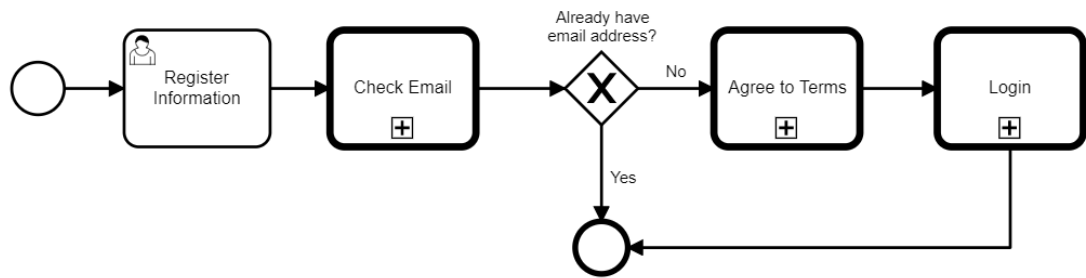 Already have
email address?
Register
Information
Check Email
No
Agree to Terms
Login
Yes